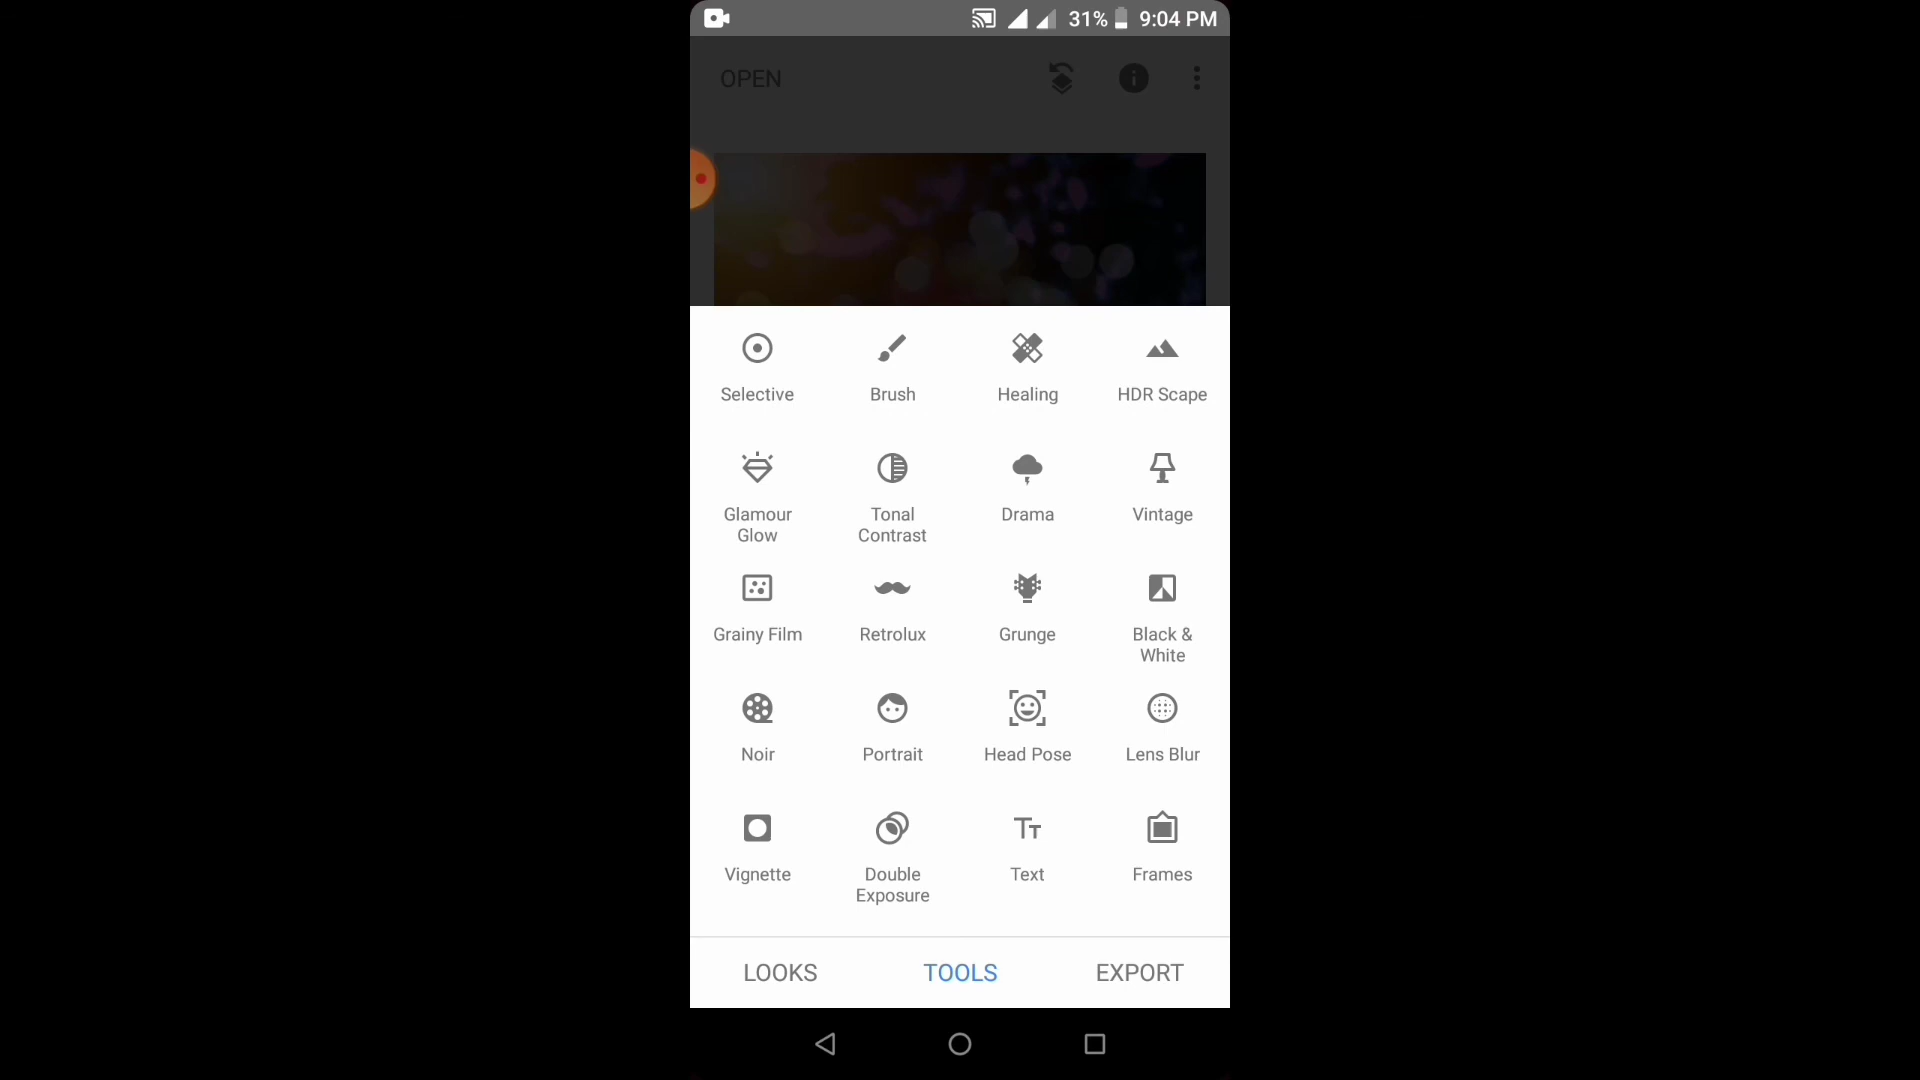 31% 9:04 PM
OPEN
Selective Brush Healing HDR Scape
Glamour Glow Tonal Contrast Drama Vintage
Grainy Film Retrolux Grunge Black & White
Noir Portrait Head Pose Lens Blur
Vignette Double Exposure Text Frames
LOOKS TOOLS EXPORT